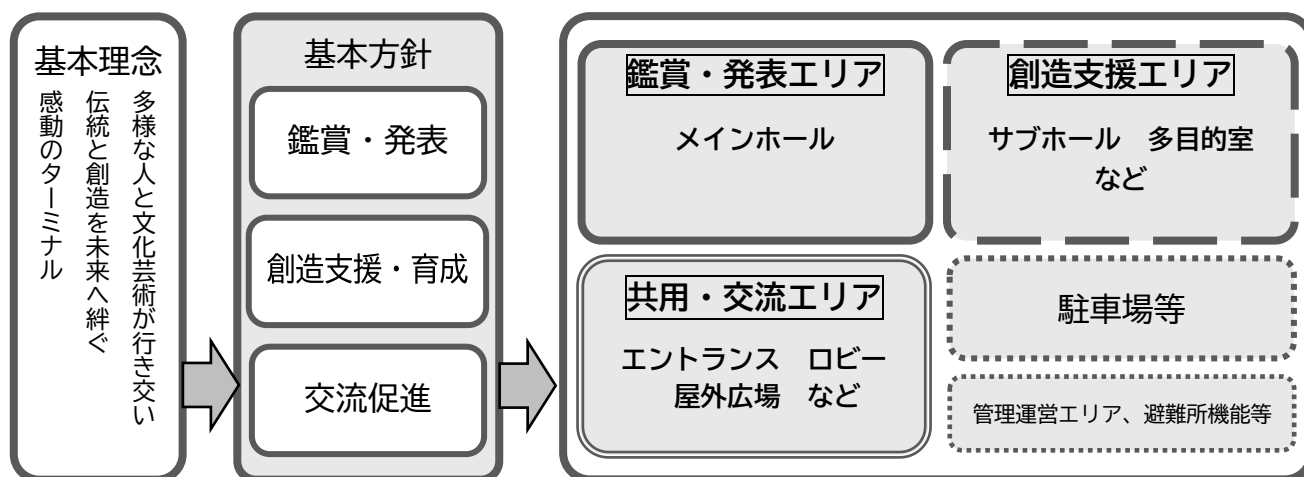 基本理念
多様な人と文化芸術が行き交い
伝統と創造を未来へ絆ぐ
感動のターミナル
基本方針
鑑賞・発表
創造支援・育成
交流促進
鑑賞・発表エリア
メインホール
創造支援エリア
サブホール　多目的室
など
共用・交流エリア
エントランス　ロビー
屋外広場　など
駐車場等
管理運営エリア、避難所機能等